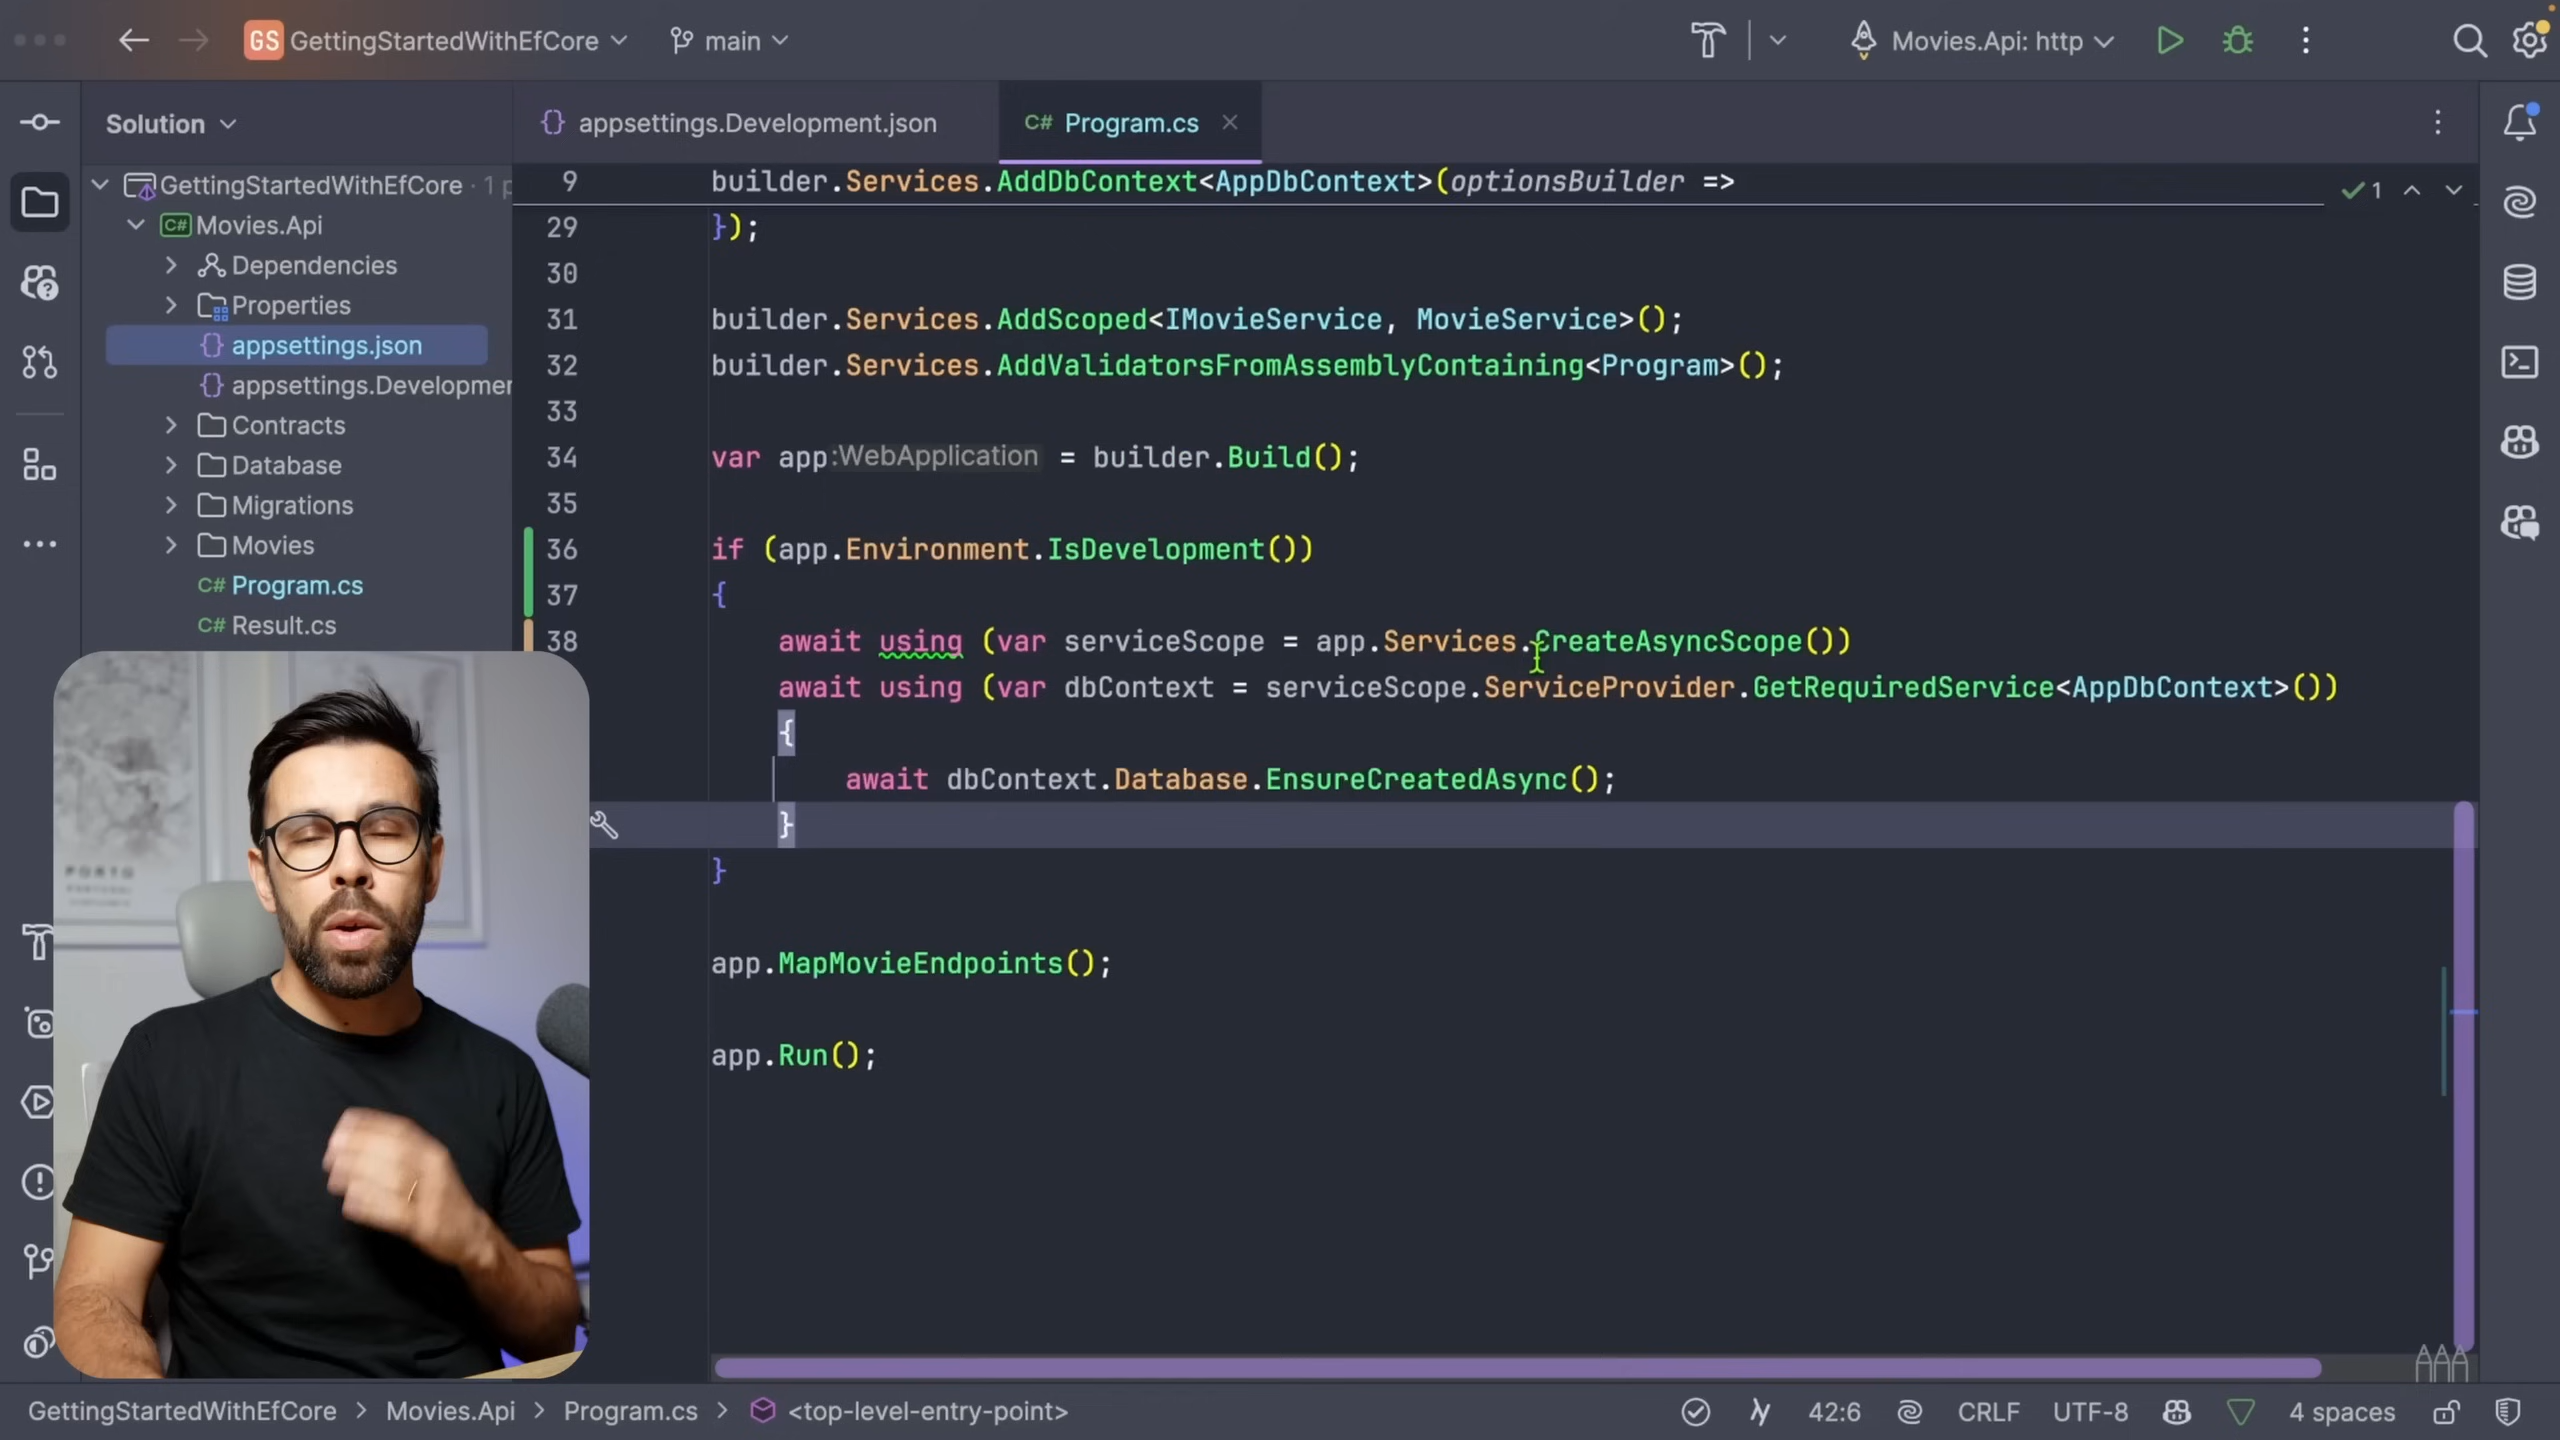 GS GettingStartedWithEfCore
main
Movies.Api: http
Solution
appsettings.Development.json
C# Program.cs
GettingStartedWithEfCore · 1 p
C# Movies.Api
Dependencies
Properties
appsettings.json
appsettings.Developmen
Contracts
Database
Migrations
Movies
C# Program.cs
C# Result.cs
9 builder.Services.AddDbContext<AppDbContext>(optionsBuilder =>
1
29 });
30
31 builder.Services.AddScoped<IMovieService, MovieService>();
32 builder.Services.AddValidatorsFromAssemblyContaining<Program>();
33
34 var app:WebApplication = builder.Build();
35
36 if (app.Environment.IsDevelopment())
37 {
38 await using (var serviceScope = app.Services.CreateAsyncScope())
await using (var dbContext = serviceScope.ServiceProvider.GetRequiredService<AppDbContext>())
{
await dbContext.Database.EnsureCreatedAsync();
}
}
app.MapMovieEndpoints();
app.Run();
PORTO
GettingStartedWithEfCore > Movies.Api > Program.cs > <top-level-entry-point>
42:6
CRLF
UTF-8
4 spaces